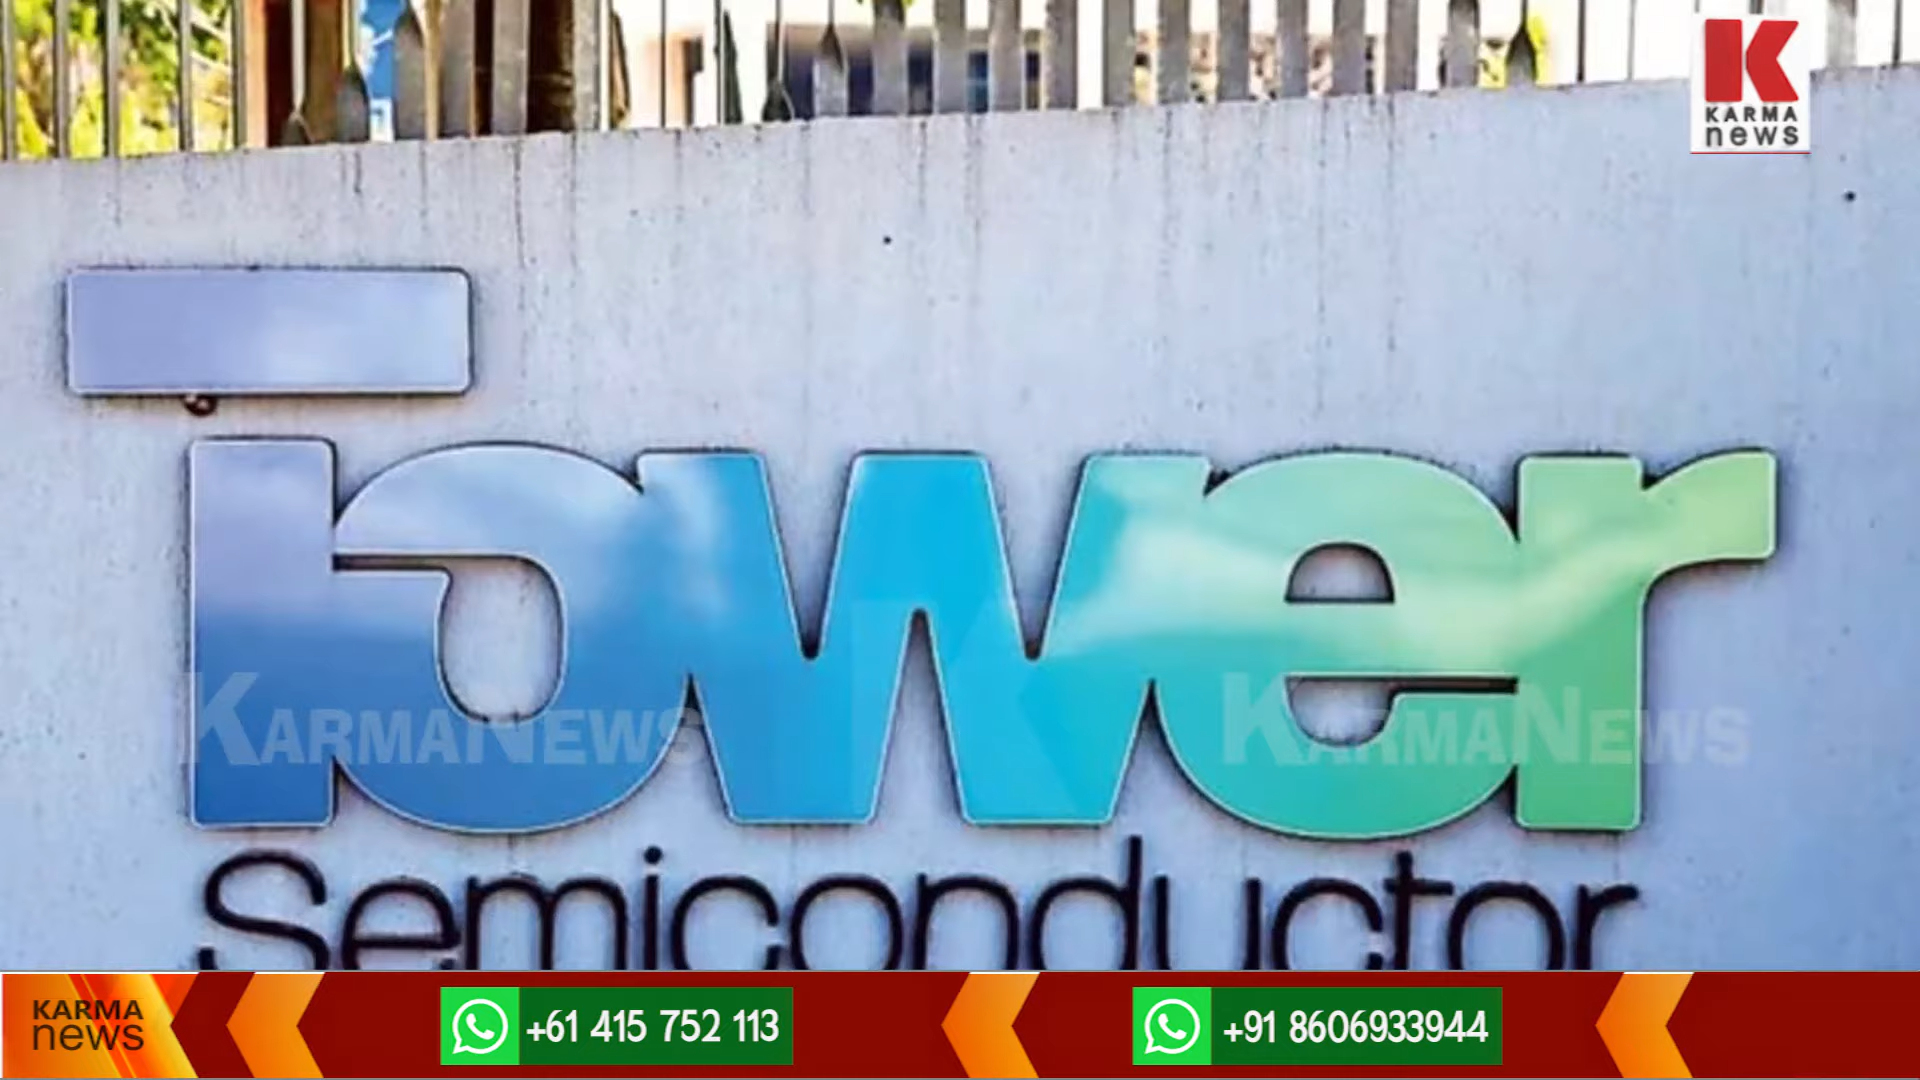 KARMA
news
Tower
KARMANEWS
KARMANEWS
Semiconductor
KARMA
news
+61 415 752 113
+91 8606933944